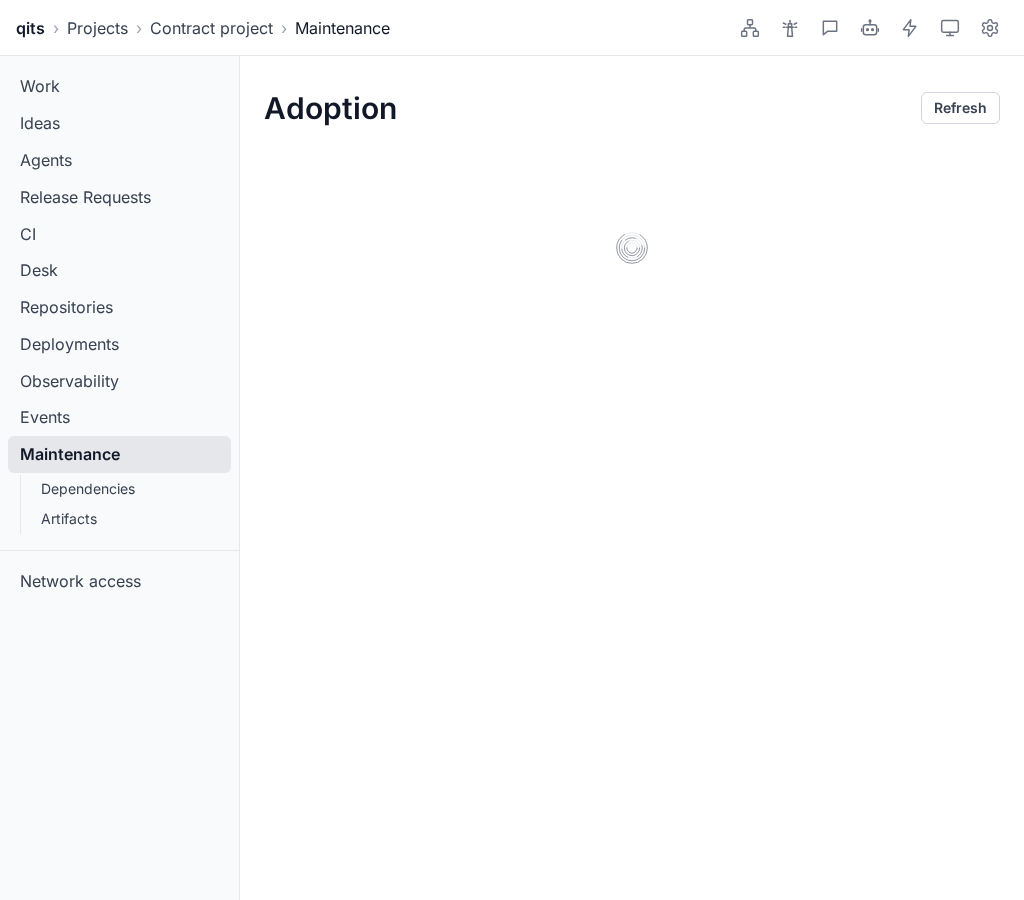 qits › Projects › Contract project › Maintenance
Work
Ideas
Agents
Release Requests
CI
Desk
Repositories
Deployments
Observability
Events
Maintenance
Dependencies
Artifacts
Network access
Adoption
Refresh